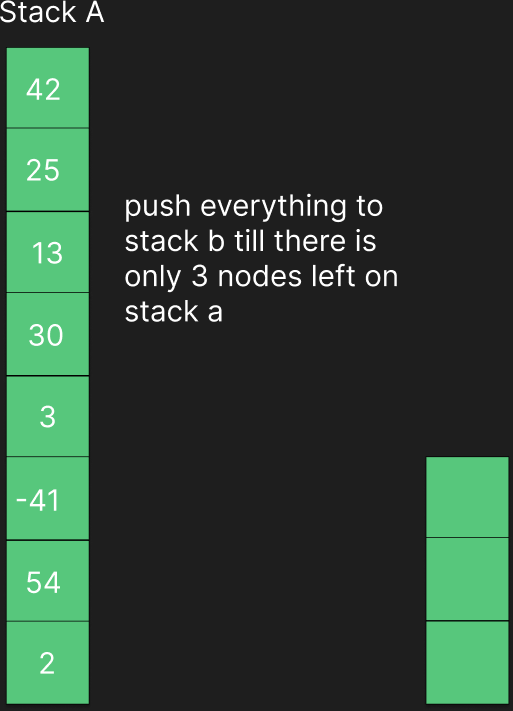 Stack A
42
25
13
30
3
-41
54
2
push everything to
stack b till there is
only 3 nodes left on
stack a